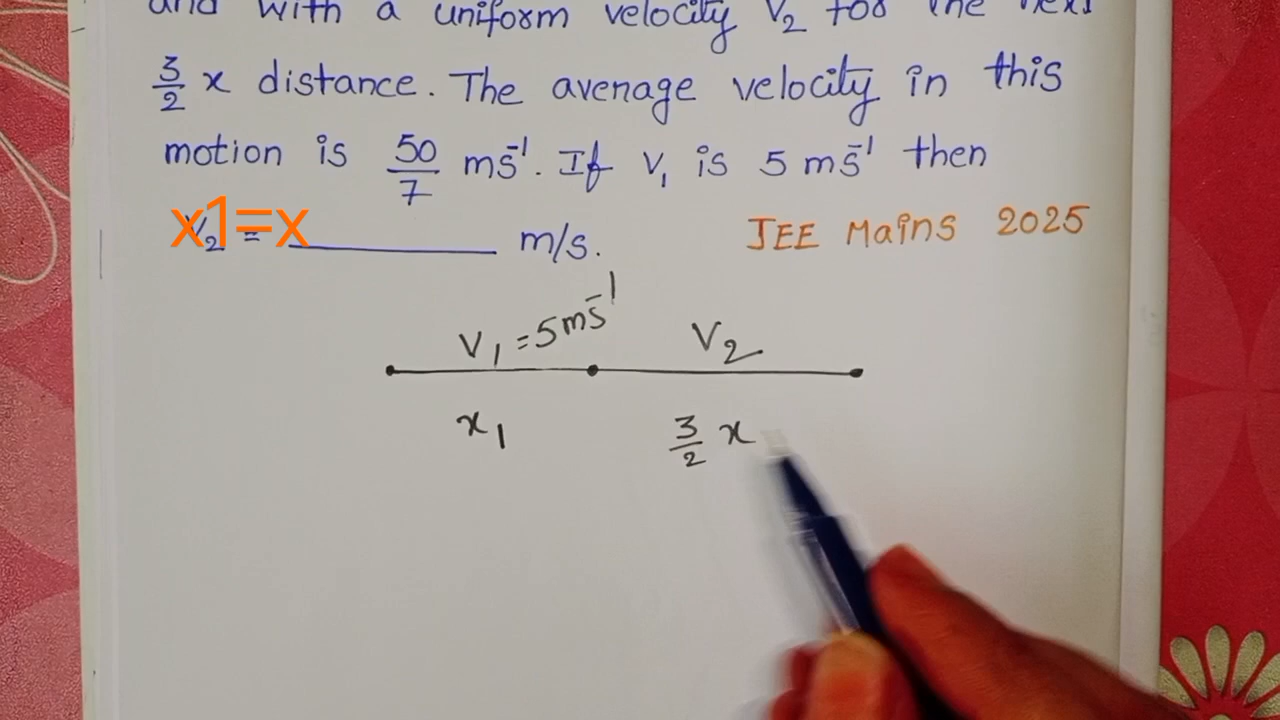 and with a uniform velocity V₂ for the next
3/2 x distance. The average velocity in this
motion is 50/7 ms⁻¹. If V₁ is 5 ms⁻¹ then
V₂ = ________ m/s. JEE Mains 2025
x1=x
V₁ = 5ms⁻¹ V₂
x₁ 3/2 x